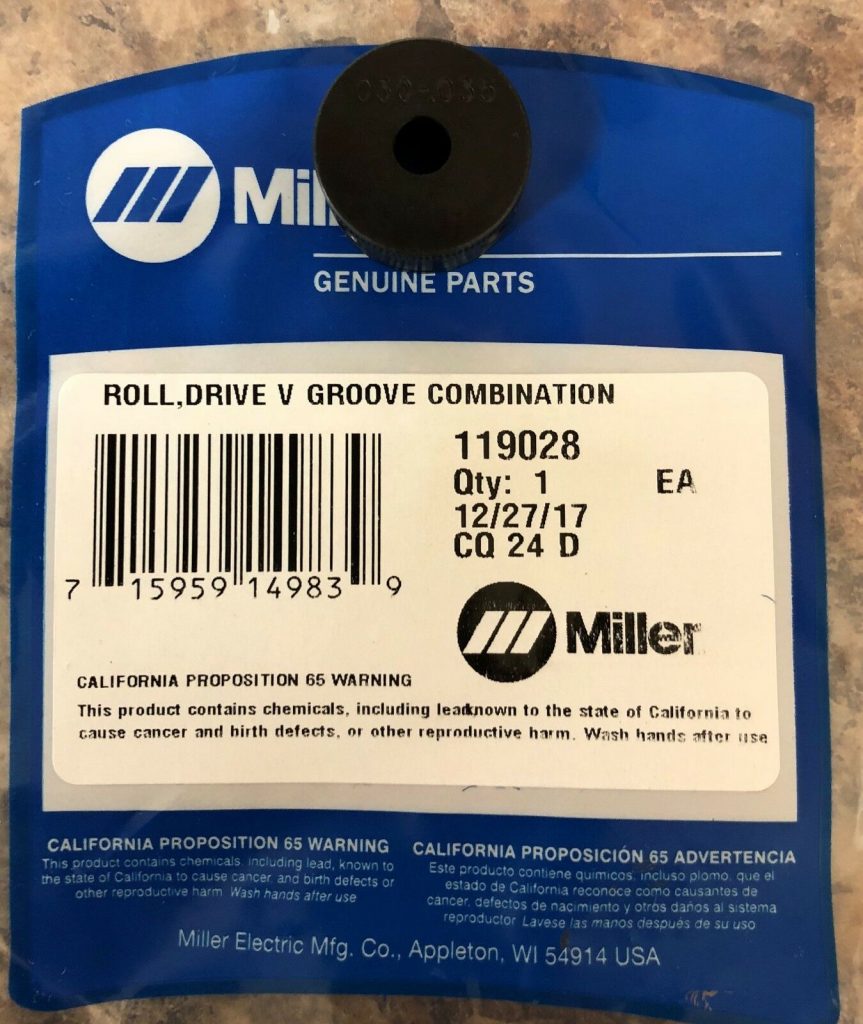 .030-.035
Mil
GENUINE PARTS
ROLL,DRIVE V GROOVE COMBINATION
119028
Qty: 1 EA
12/27/17
CQ 24 D
7 15959 14983 9
Miller
CALIFORNIA PROPOSITION 65 WARNING
This product contains chemicals, including leadknown to the state of California to
cause cancer and birth defects, or other reproductive harm. Wash hands after use
CALIFORNIA PROPOSITION 65 WARNING
This product contains chemicals, including lead, known to
the state of California to cause cancer, and birth defects or
other reproductive harm. Wash hands after use
CALIFORNIA PROPOSICIÓN 65 ADVERTENCIA
Este producto contiene químicos, incluso plomo, que el
estado de California reconoce como causantes de
cancer, defectos de nacimiento y otros daños al sistema
reproductor Lavese las manos después de su uso
Miller Electric Mfg. Co., Appleton, WI 54914 USA